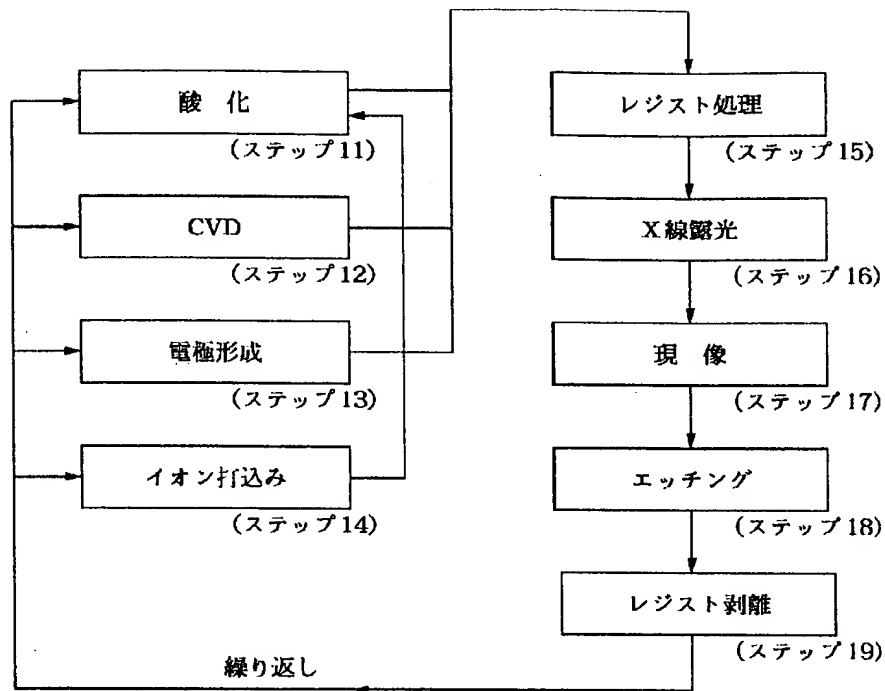 酸 化
(ステップ11)
CVD
(ステップ12)
電極形成
(ステップ13)
イオン打込み
(ステップ14)
レジスト処理
(ステップ15)
X線露光
(ステップ16)
現 像
(ステップ17)
エッチング
(ステップ18)
レジスト剥離
(ステップ19)
繰り返し